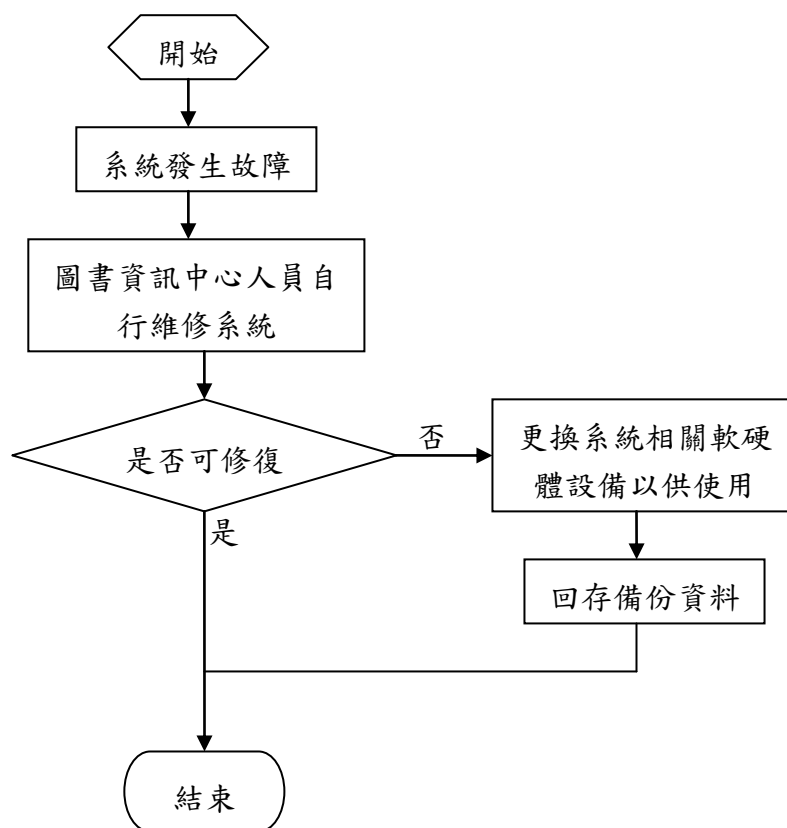 開始
系統發生故障
圖書資訊中心人員自
行維修系統
是否可修復
否
更換系統相關軟硬
體設備以供使用
是
回存備份資料
結束